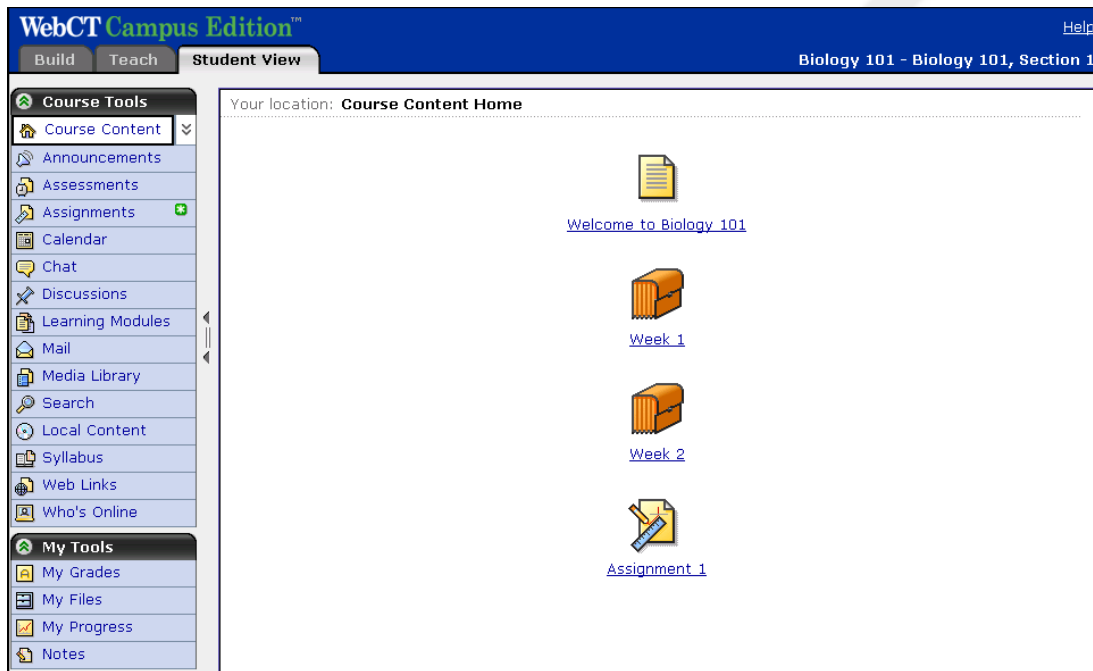 WebCT Campus Edition™
Help
Build Teach Student View
Biology 101 - Biology 101, Section 1
Course Tools
Course Content
Announcements
Assessments
Assignments
Calendar
Chat
Discussions
Learning Modules
Mail
Media Library
Search
Local Content
Syllabus
Web Links
Who's Online
My Tools
My Grades
My Files
My Progress
Notes
Your location: Course Content Home
Welcome to Biology 101
Week 1
Week 2
Assignment 1